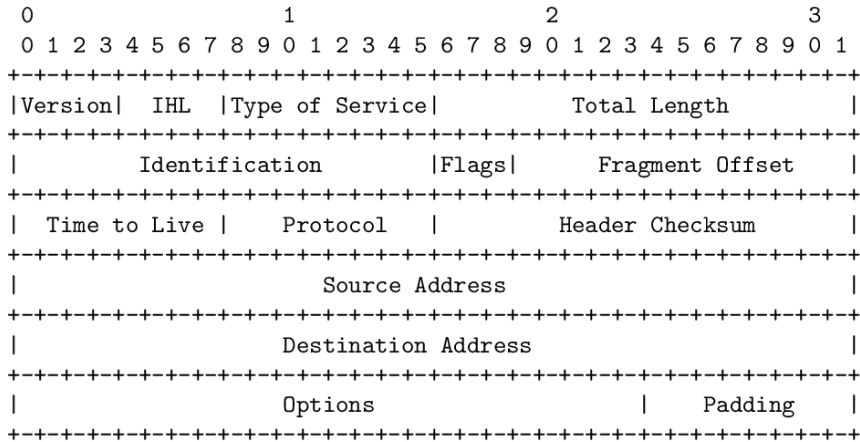 0                   1                   2                   3
 0 1 2 3 4 5 6 7 8 9 0 1 2 3 4 5 6 7 8 9 0 1 2 3 4 5 6 7 8 9 0 1
+-+-+-+-+-+-+-+-+-+-+-+-+-+-+-+-+-+-+-+-+-+-+-+-+-+-+-+-+-+-+-+-+
|Version|  IHL  |Type of Service|          Total Length         |
+-+-+-+-+-+-+-+-+-+-+-+-+-+-+-+-+-+-+-+-+-+-+-+-+-+-+-+-+-+-+-+-+
|         Identification        |Flags|      Fragment Offset    |
+-+-+-+-+-+-+-+-+-+-+-+-+-+-+-+-+-+-+-+-+-+-+-+-+-+-+-+-+-+-+-+-+
|  Time to Live |    Protocol   |         Header Checksum       |
+-+-+-+-+-+-+-+-+-+-+-+-+-+-+-+-+-+-+-+-+-+-+-+-+-+-+-+-+-+-+-+-+
|                       Source Address                          |
+-+-+-+-+-+-+-+-+-+-+-+-+-+-+-+-+-+-+-+-+-+-+-+-+-+-+-+-+-+-+-+-+
|                    Destination Address                        |
+-+-+-+-+-+-+-+-+-+-+-+-+-+-+-+-+-+-+-+-+-+-+-+-+-+-+-+-+-+-+-+-+
|                    Options                    |    Padding    |
+-+-+-+-+-+-+-+-+-+-+-+-+-+-+-+-+-+-+-+-+-+-+-+-+-+-+-+-+-+-+-+-+